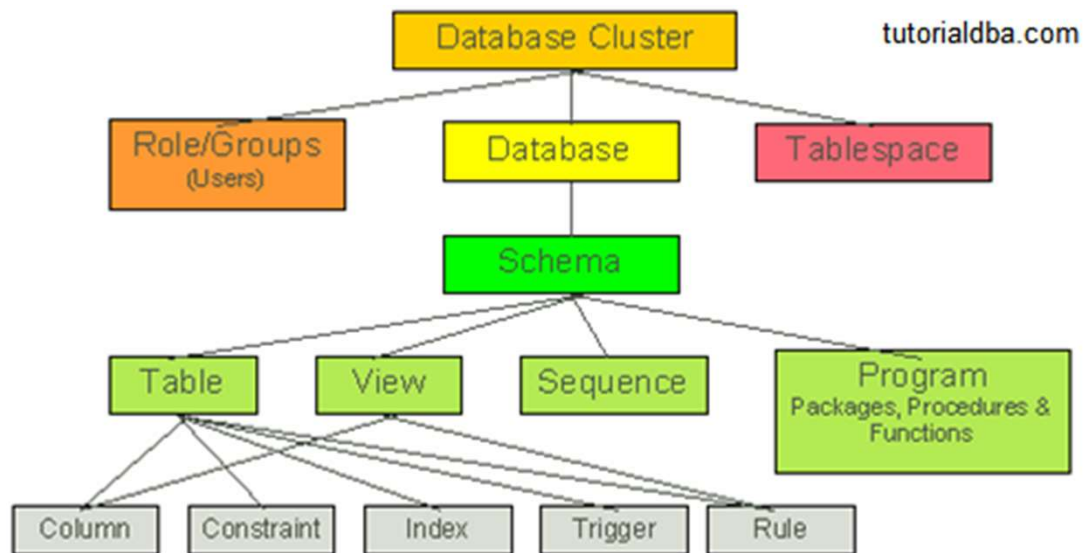 Database Cluster
tutorialdba.com
Role/Groups
(Users)
Database
Tablespace
Schema
Table
View
Sequence
Program
Packages, Procedures &
Functions
Column
Constraint
Index
Trigger
Rule